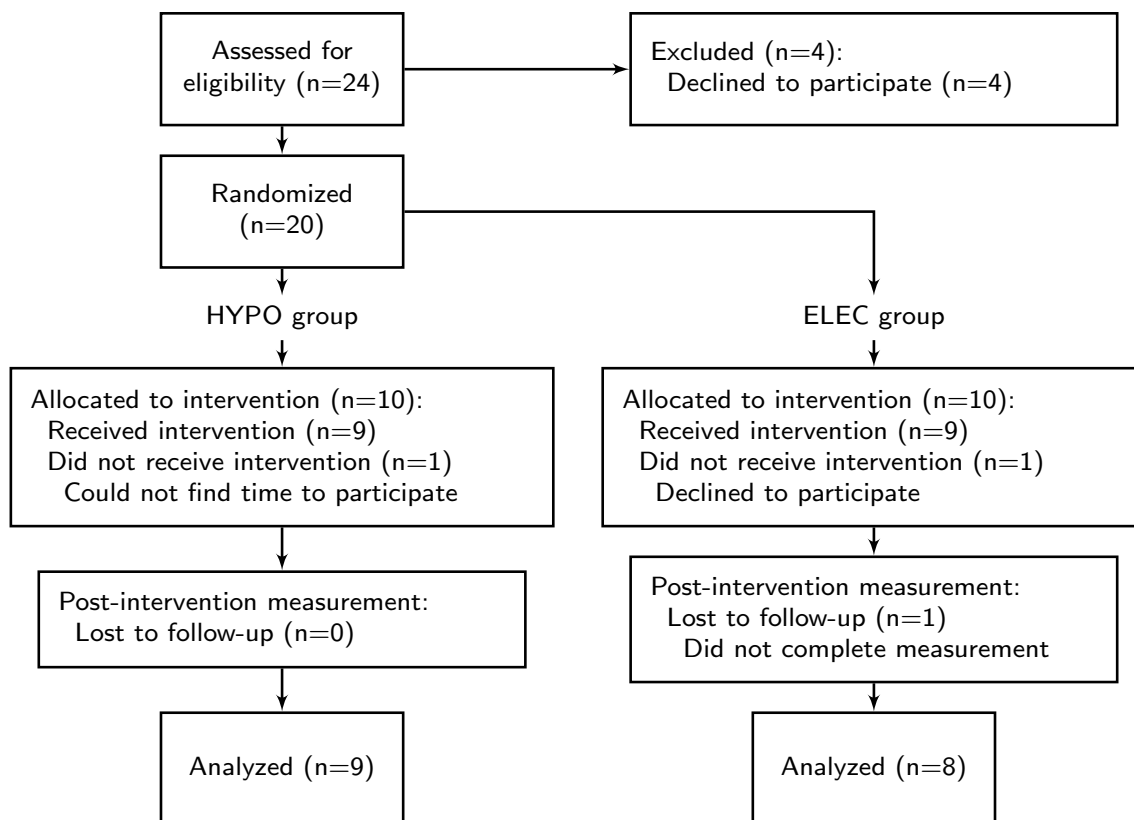 Assessed for
eligibility (n=24)
Excluded (n=4):
Declined to participate (n=4)
Randomized
(n=20)
HYPO group
ELEC group
Allocated to intervention (n=10):
Received intervention (n=9)
Did not receive intervention (n=1)
Could not find time to participate
Allocated to intervention (n=10):
Received intervention (n=9)
Did not receive intervention (n=1)
Declined to participate
Post-intervention measurement:
Lost to follow-up (n=0)
Post-intervention measurement:
Lost to follow-up (n=1)
Did not complete measurement
Analyzed (n=9)
Analyzed (n=8)